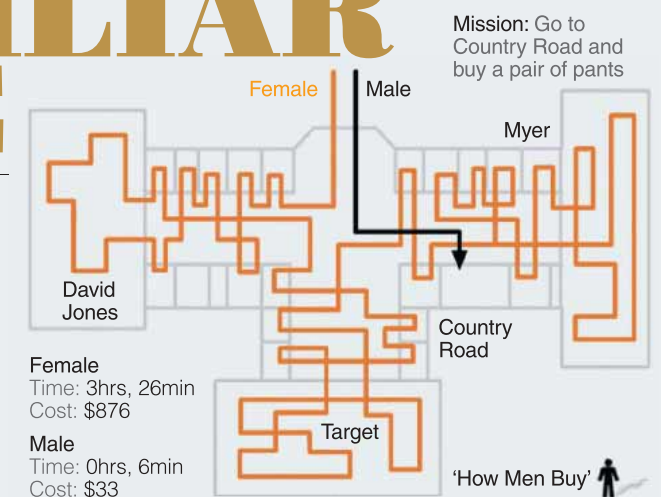 ILIAR
Mission: Go to
Country Road and
buy a pair of pants
Female
Male
Myer
David
Jones
Country
Road
Female
Time: 3hrs, 26min
Cost: $876
Target
Male
Time: 0hrs, 6min
Cost: $33
'How Men Buy'